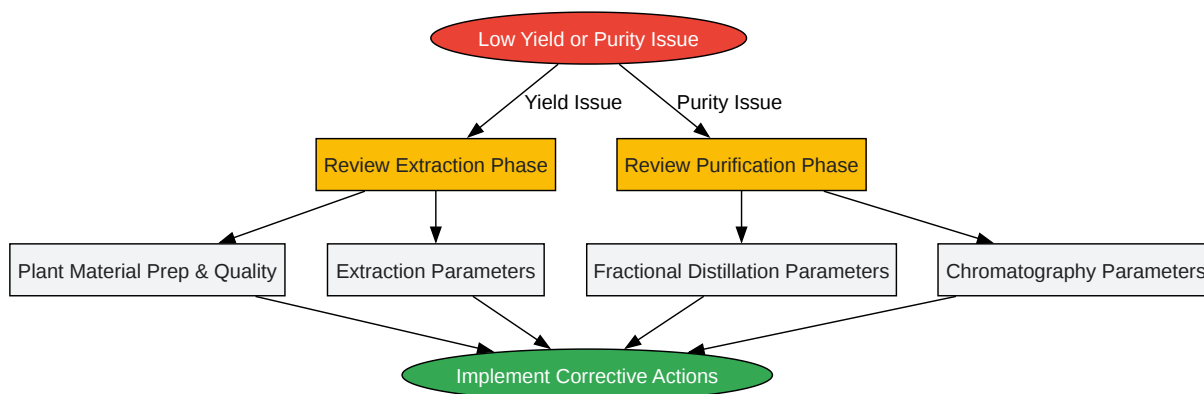 Low Yield or Purity Issue
Yield Issue
Purity Issue
Review Extraction Phase
Review Purification Phase
Plant Material Prep & Quality
Extraction Parameters
Fractional Distillation Parameters
Chromatography Parameters
Implement Corrective Actions